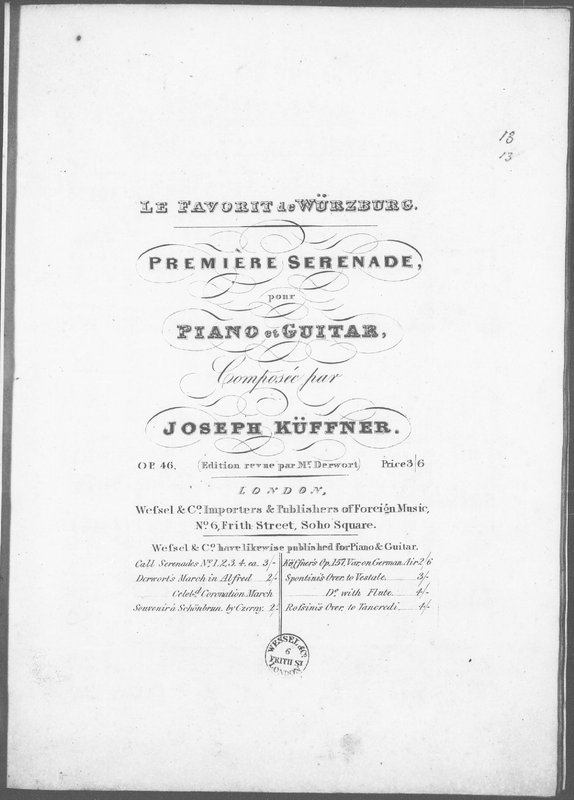 13
13
LE FAVORIT de WÜRZBURG.
PREMIÈRE SERENADE,
pour
PIANO et GUITAR,
Composée par
JOSEPH KÜFFNER.
OP. 46. (Edition revue par Mr. Derwort) Price 3/6
LONDON,
Weſsel & Co. Importers & Publishers of Foreign Music,
No. 6, Frith Street, Soho Square.
Weſsel & Co. have likewise published for Piano & Guitar.
Call Serenades No. 1, 2, 3, 4, ea. 3/-
Derwort's March in Alfred 2/-
Celebd. Coronation March
Souvenir à Schönbrun, by Czerny. 2/-
Küffner's Op. 157, Var. on German Air 2/6
Spontini's Over. to Vestale. 3/-
Do. with Flute. 4/-
Roſsini's Over. to Tancredi. 4/-
WESSEL & Co.
6
FRITH St
LONDON